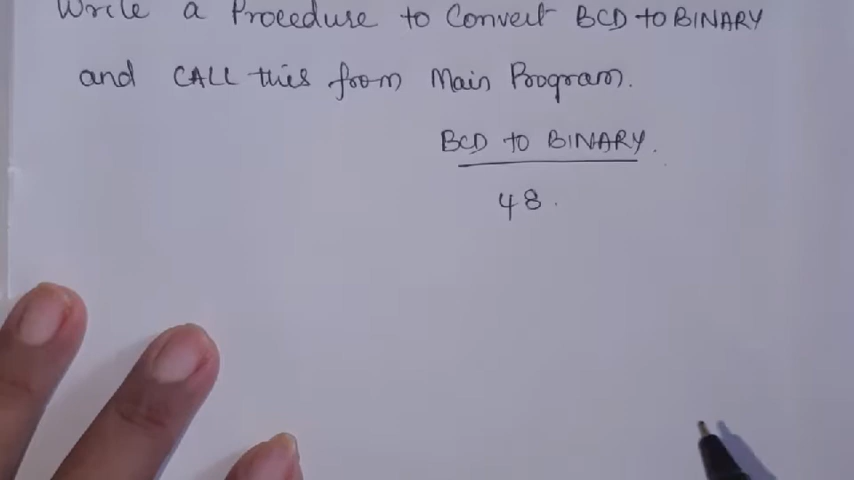 Write a Procedure to Convert BCD to BINARY
and CALL this from Main Program.
BCD to BINARY.
48.